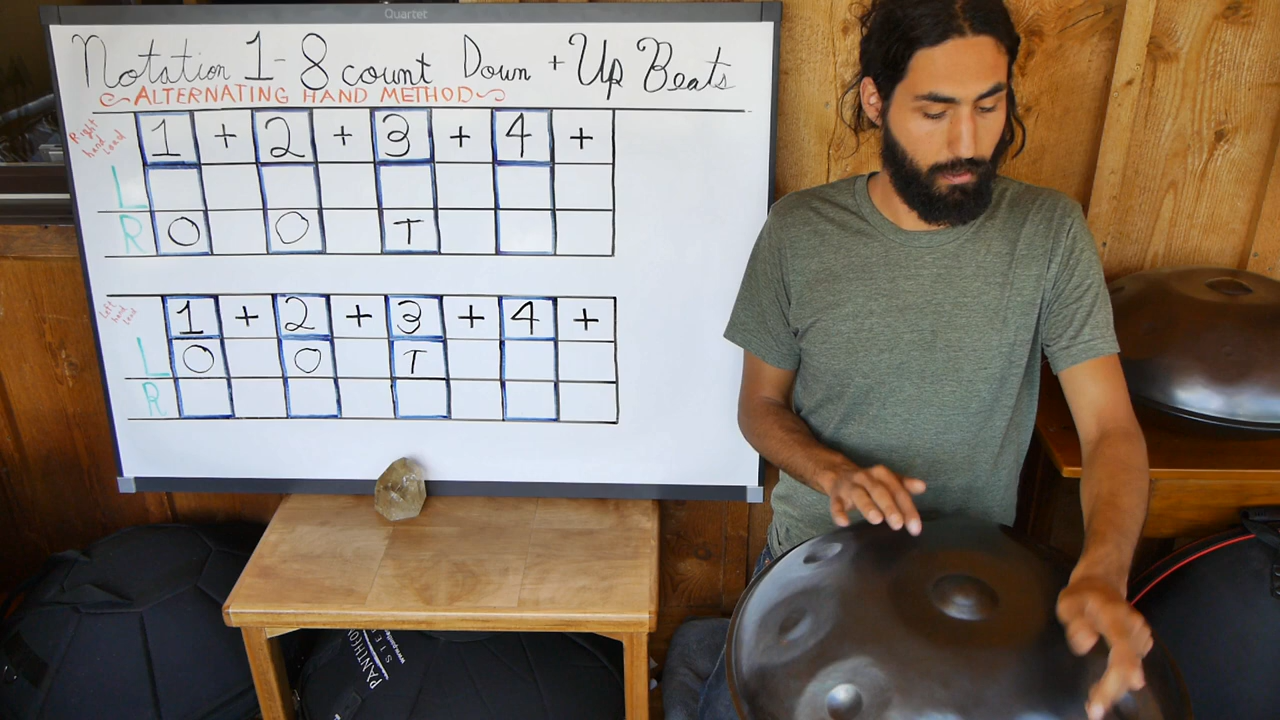 Quartet
Notation 1-8 count Down + Up Beats
ALTERNATING HAND METHOD
Right hand Lead
1 + 2 + 3 + 4 +
L
R O O T
Left hand Lead
1 + 2 + 3 + 4 +
L O O T
R
PANTHEON